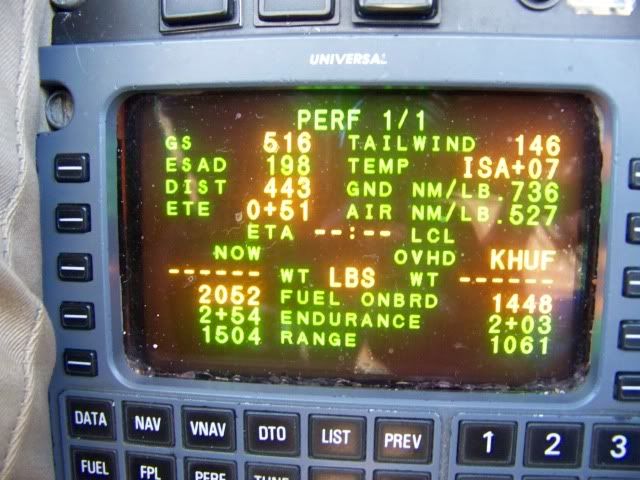 UNIVERSAL
PERF 1/1
GS 516 TAILWIND 146
ESAD 198 TEMP ISA+07
DIST 443 GND NM/LB.736
ETE 0+51 AIR NM/LB.527
ETA --:-- LCL
NOW OVHD KHUF
------ WT LBS WT ------
2052 FUEL ONBRD 1448
2+54 ENDURANCE 2+03
1504 RANGE 1061
DATA NAV VNAV DTO LIST PREV 1 2 3
FUEL FPL PERF TUNE